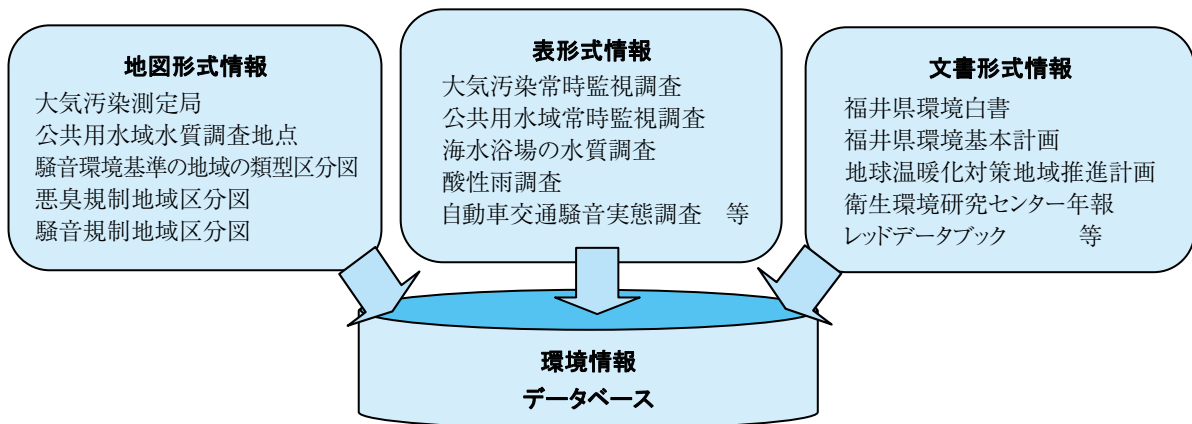 地図形式情報
大気汚染測定局
公共用水域水質調査地点
騒音環境基準の地域の類型区分図
悪臭規制地域区分図
騒音規制地域区分図
表形式情報
大気汚染常時監視調査
公共用水域常時監視調査
海水浴場の水質調査
酸性雨調査
自動車交通騒音実態調査　等
文書形式情報
福井県環境白書
福井県環境基本計画
地球温暖化対策地域推進計画
衛生環境研究センター年報
レッドデータブック　　　等
環境情報
データベース